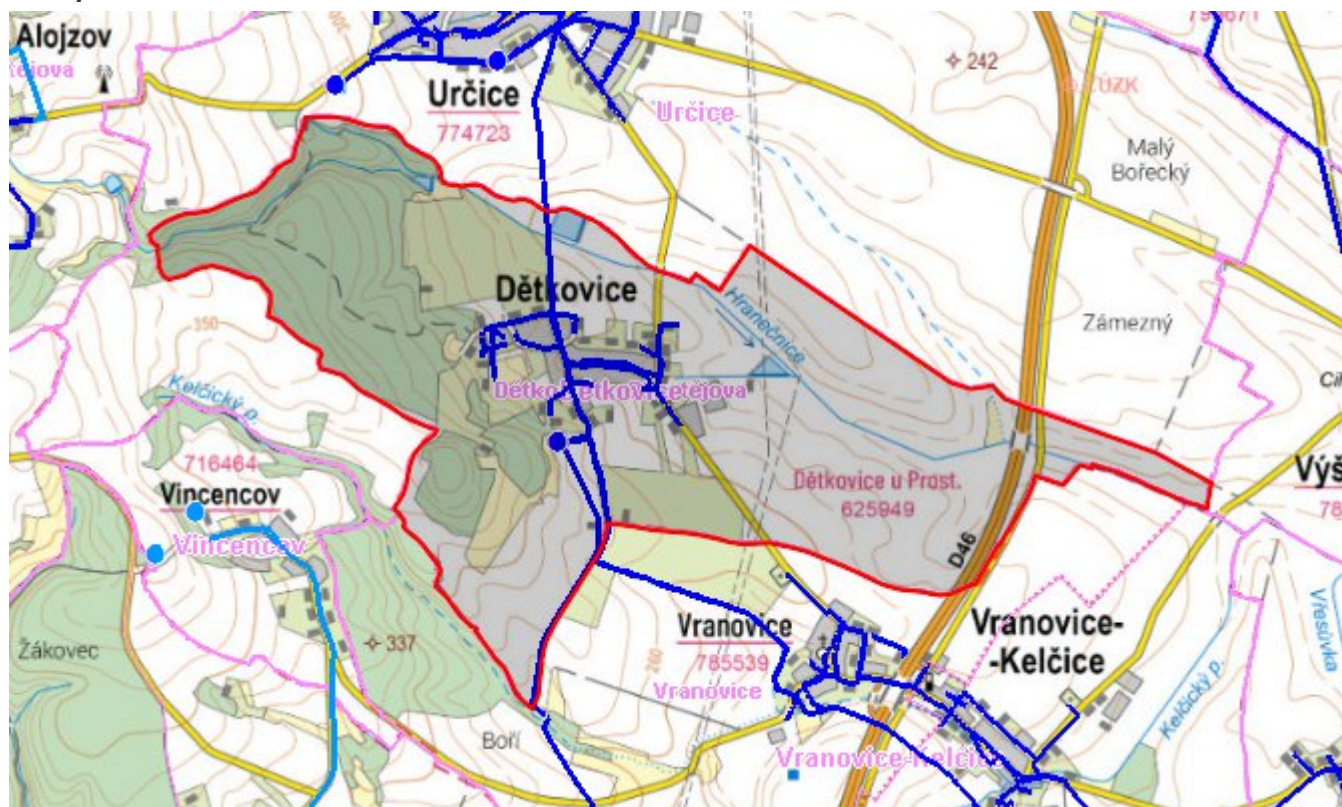 Alojzov
Určice
774723
Určice
242
Malý
Bořecký
Zámezný
Dětkovice
Hranečnice
350
Kelčický p.
716464
Vincencov
Vincencov
Dětkovice u Prost.
625949
D46
Žákovec
337
Vranovice
785539
Vranovice
260
Boří
Vranovice-
-Kelčice
Kelčický p.
Vřesůvka